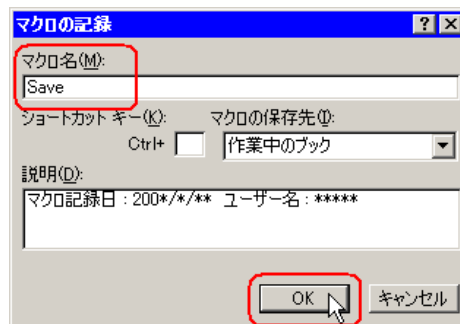 マクロの記録
マクロ名(M):
Save
ショートカット キー(K): マクロの保存先(I):
Ctrl+ 作業中のブック
説明(D):
マクロ記録日：200*/*/** ユーザー名：*****
OK キャンセル